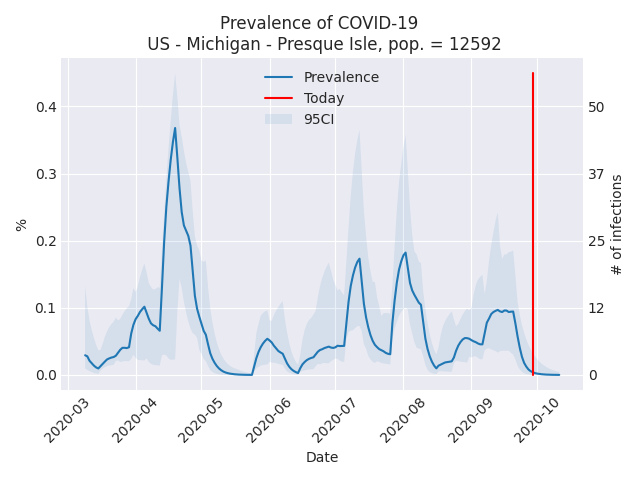 Prevalence of COVID-19
US - Michigan - Presque Isle, pop. = 12592
Prevalence
Today
95CI
0.4
0.3
0.2
0.1
0.0
%
50
37
25
12
0
# of infections
2020-03
2020-04
2020-05
2020-06
2020-07
2020-08
2020-09
2020-10
Date